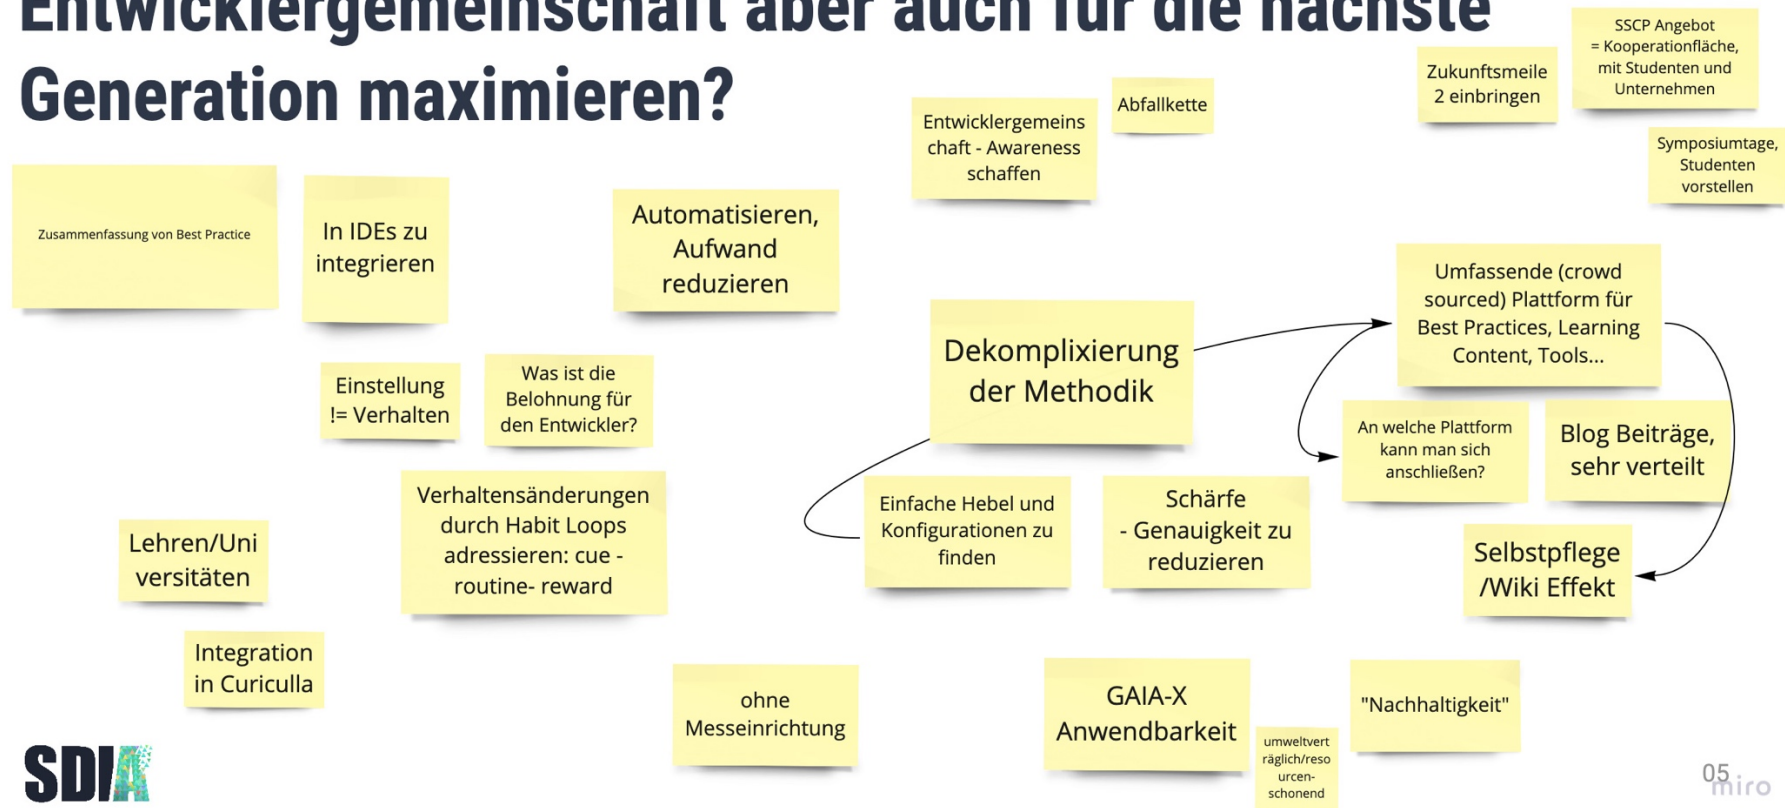 Entwicklergemeinschaft aber auch für die nächste
Generation maximieren?
SSCP Angebot
= Kooperationfläche,
mit Studenten und
Unternehmen
Zukunftsmeile
2 einbringen
Abfallkette
Entwicklergemeins
chaft - Awareness
schaffen
Symposiumtage,
Studenten
vorstellen
Zusammenfassung von Best Practice
In IDEs zu
integrieren
Automatisieren,
Aufwand
reduzieren
Umfassende (crowd
sourced) Plattform für
Best Practices, Learning
Content, Tools...
Dekomplixierung
der Methodik
Einstellung
!= Verhalten
Was ist die
Belohnung für
den Entwickler?
An welche Plattform
kann man sich
anschließen?
Blog Beiträge,
sehr verteilt
Verhaltensänderungen
durch Habit Loops
adressieren: cue -
routine- reward
Einfache Hebel und
Konfigurationen zu
finden
Schärfe
- Genauigkeit zu
reduzieren
Lehren/Uni
versitäten
Selbstpflege
/Wiki Effekt
Integration
in Curiculla
ohne
Messeinrichtung
GAIA-X
Anwendbarkeit
"Nachhaltigkeit"
umweltvert
räglich/reso
urcen-
schonend
SDIA
05
miro